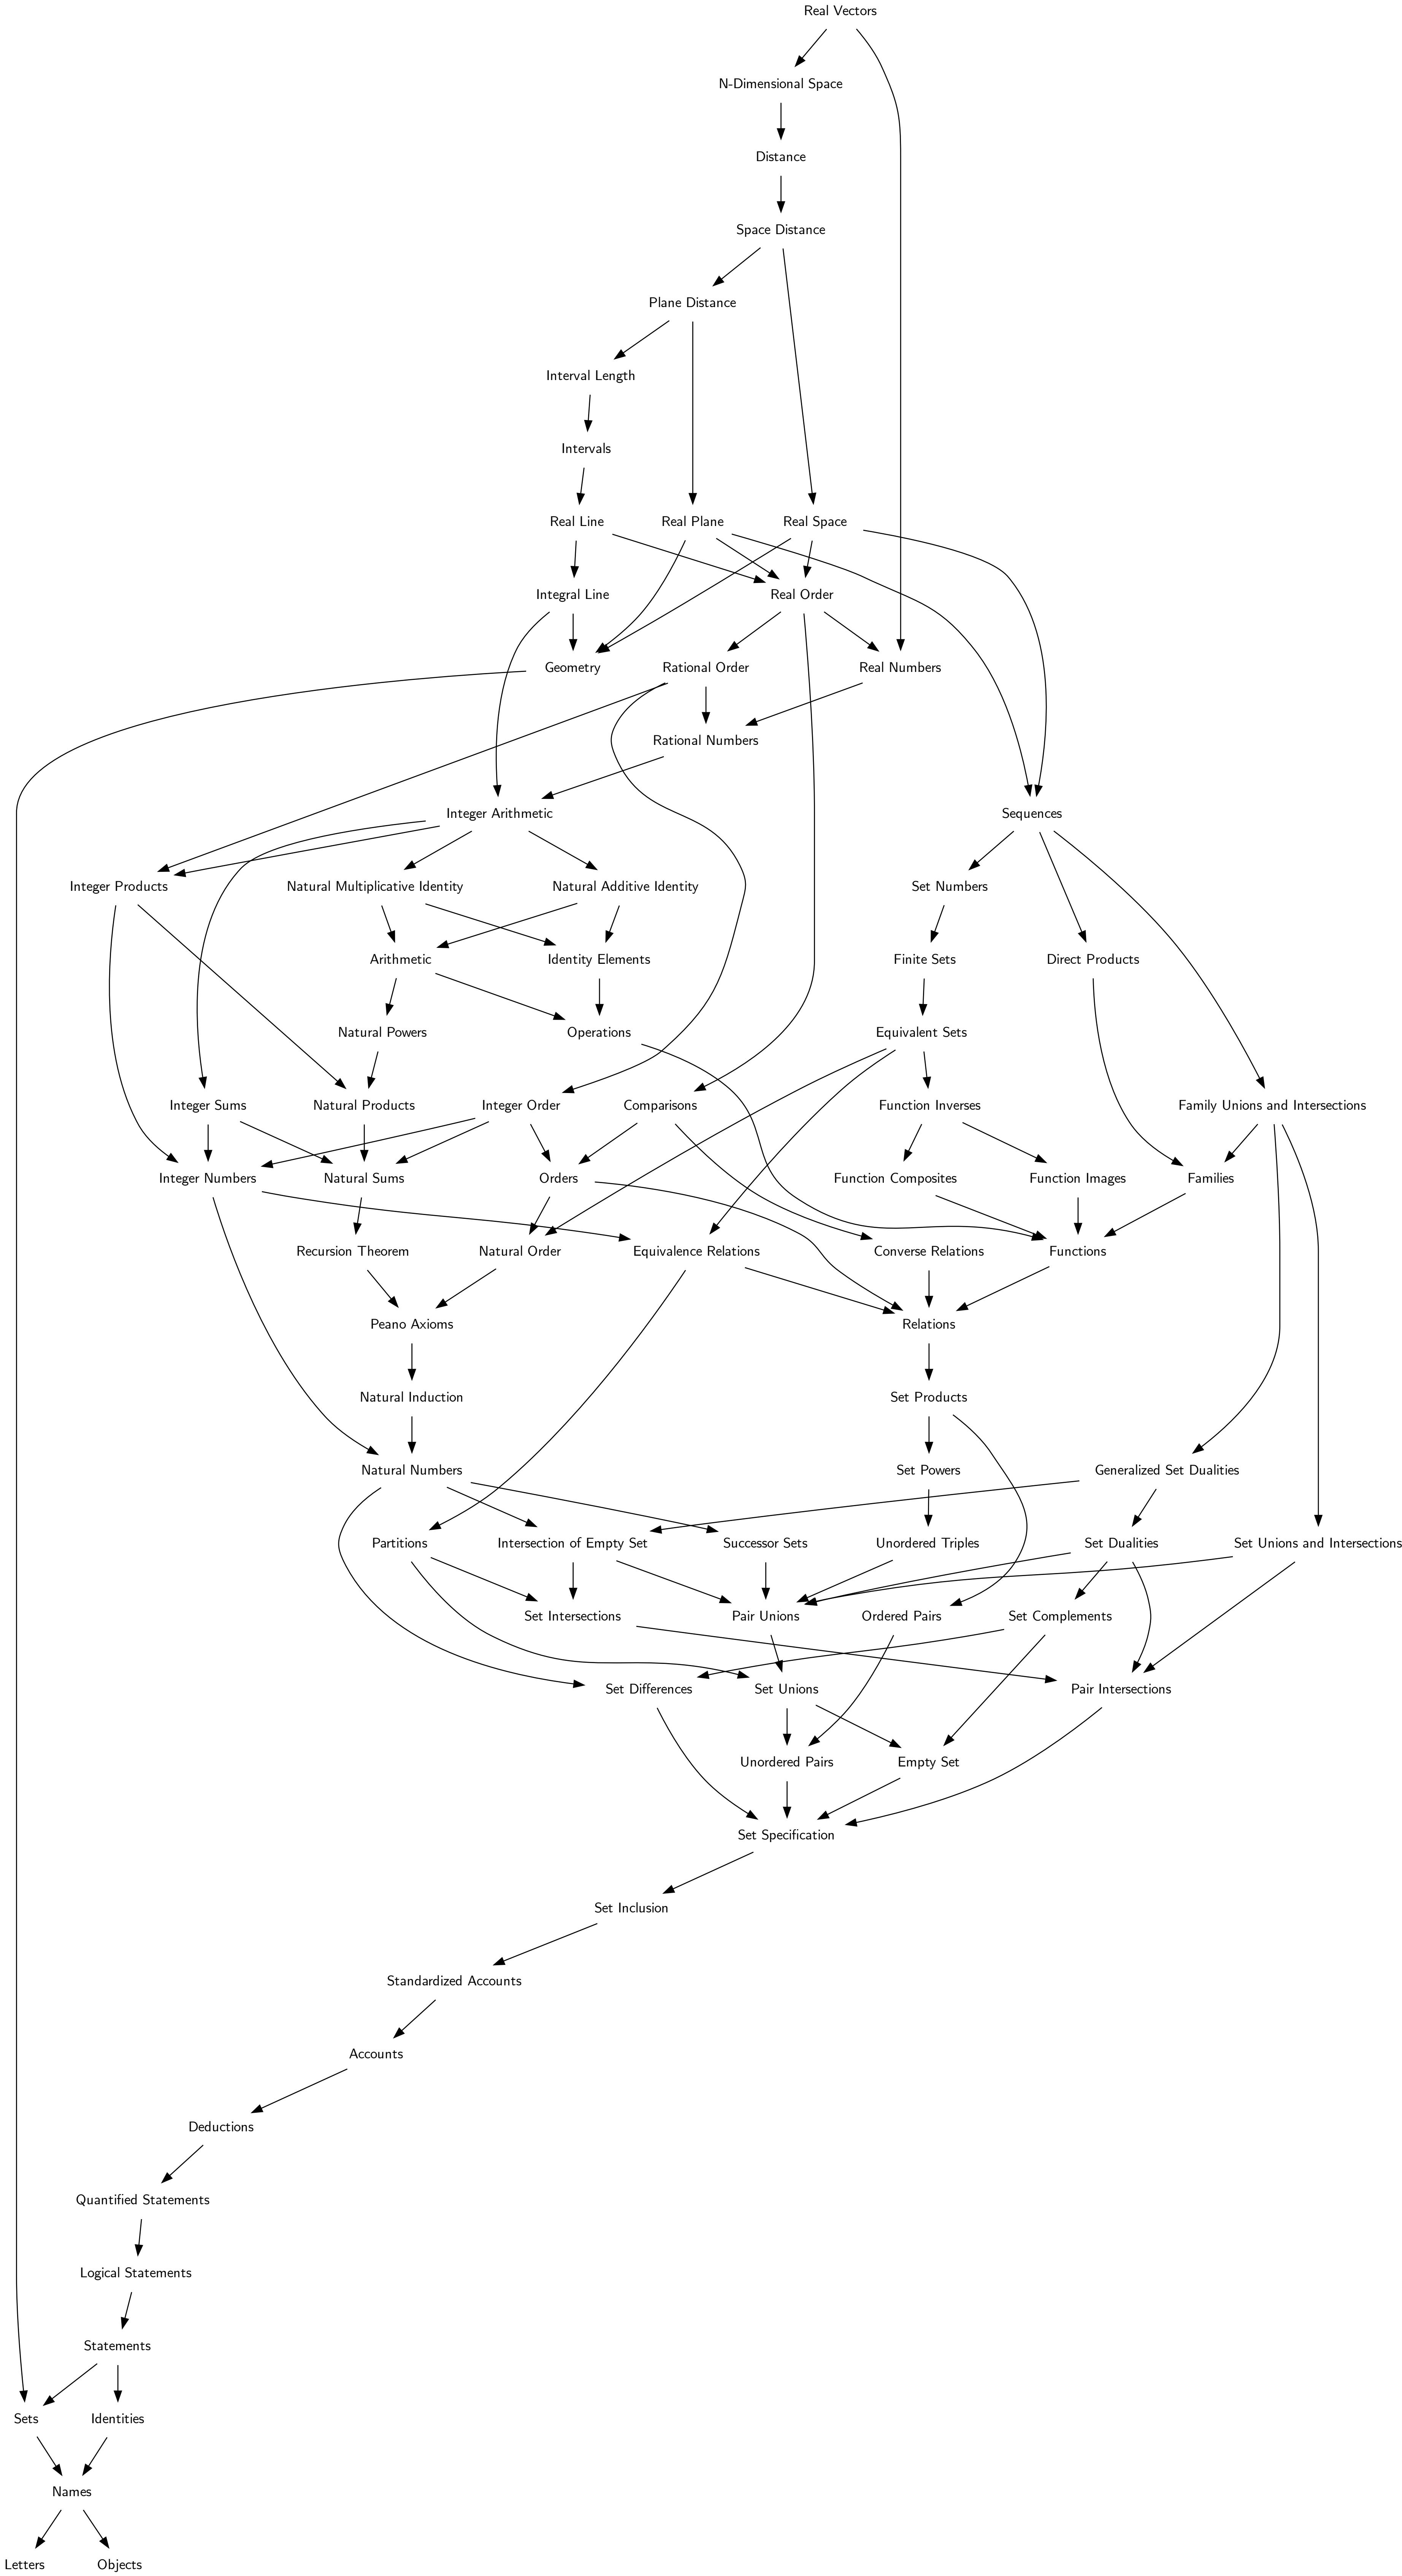 Real Vectors
N-Dimensional Space
Distance
Space Distance
Plane Distance
Interval Length
Intervals
Real Line
Real Plane
Real Space
Integral Line
Real Order
Geometry
Rational Order
Real Numbers
Rational Numbers
Integer Arithmetic
Sequences
Integer Products
Natural Multiplicative Identity
Natural Additive Identity
Set Numbers
Arithmetic
Identity Elements
Finite Sets
Direct Products
Natural Powers
Operations
Equivalent Sets
Integer Sums
Natural Products
Integer Order
Comparisons
Function Inverses
Family Unions and Intersections
Integer Numbers
Natural Sums
Orders
Function Composites
Function Images
Families
Recursion Theorem
Natural Order
Equivalence Relations
Converse Relations
Functions
Peano Axioms
Relations
Natural Induction
Set Products
Natural Numbers
Set Powers
Generalized Set Dualities
Partitions
Intersection of Empty Set
Successor Sets
Unordered Triples
Set Dualities
Set Unions and Intersections
Set Intersections
Pair Unions
Ordered Pairs
Set Complements
Set Differences
Set Unions
Pair Intersections
Unordered Pairs
Empty Set
Set Specification
Set Inclusion
Standardized Accounts
Accounts
Deductions
Quantified Statements
Logical Statements
Statements
Sets
Identities
Names
Letters
Objects